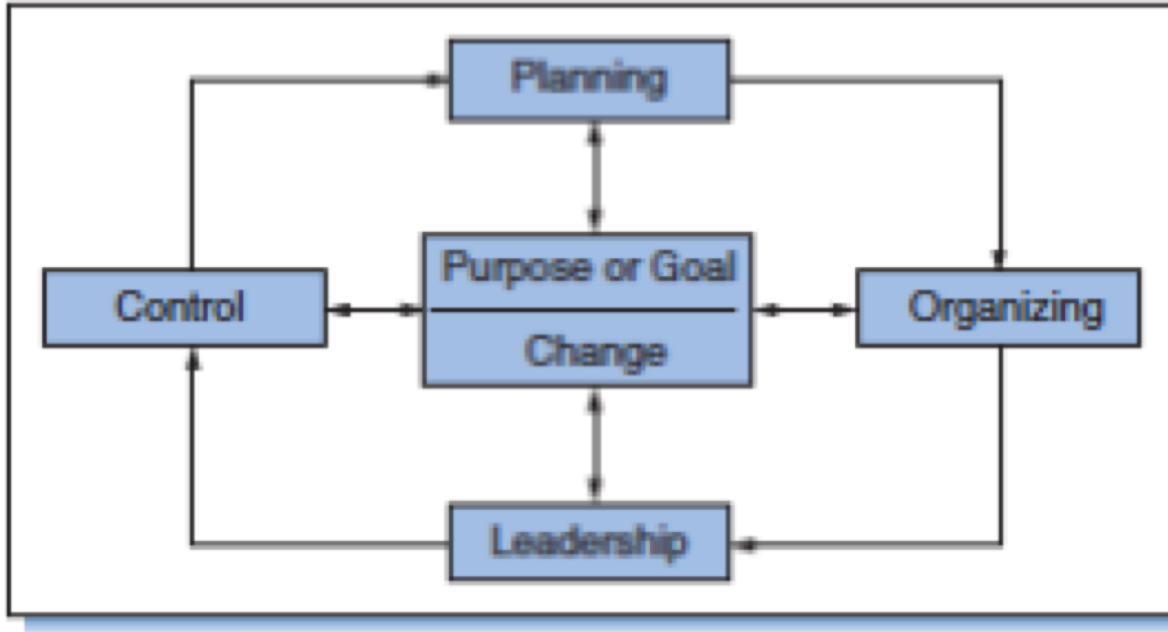 Planning
Purpose or Goal
Change
Control
Organizing
Leadership